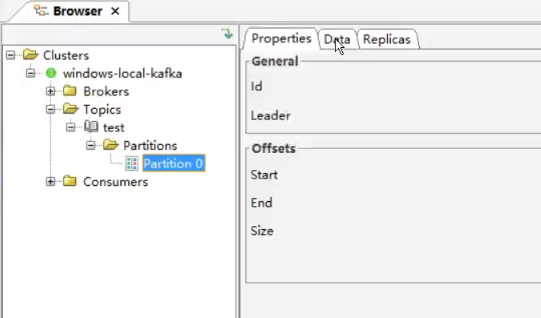 Browser
Clusters
windows-local-kafka
Brokers
Topics
test
Partitions
Partition 0
Consumers
Properties Data Replicas
General
Id
Leader
Offsets
Start
End
Size